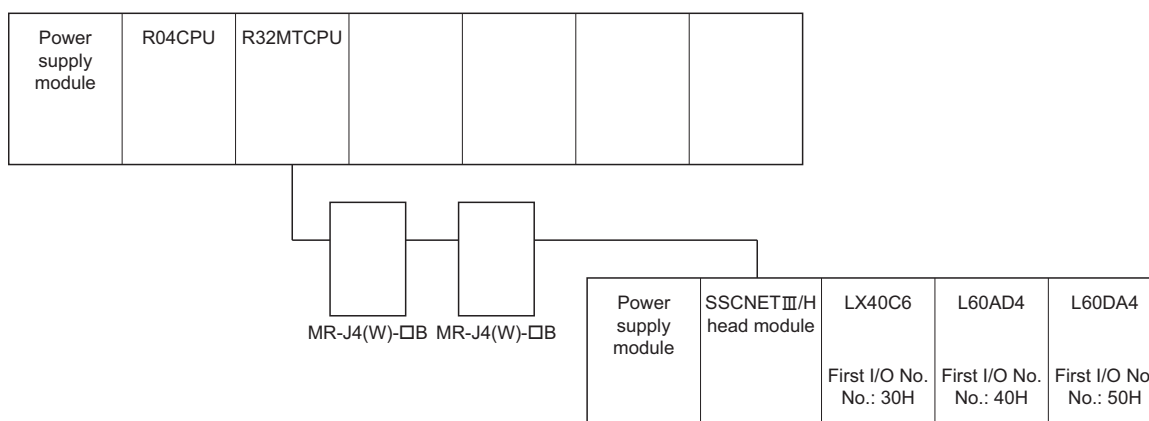 Power
supply
module
R04CPU
R32MTCPU
MR-J4(W)-□B
MR-J4(W)-□B
Power
supply
module
SSCNETⅢ/H
head module
LX40C6
First I/O No.
No.: 30H
L60AD4
First I/O No.
No.: 40H
L60DA4
First I/O No
No.: 50H